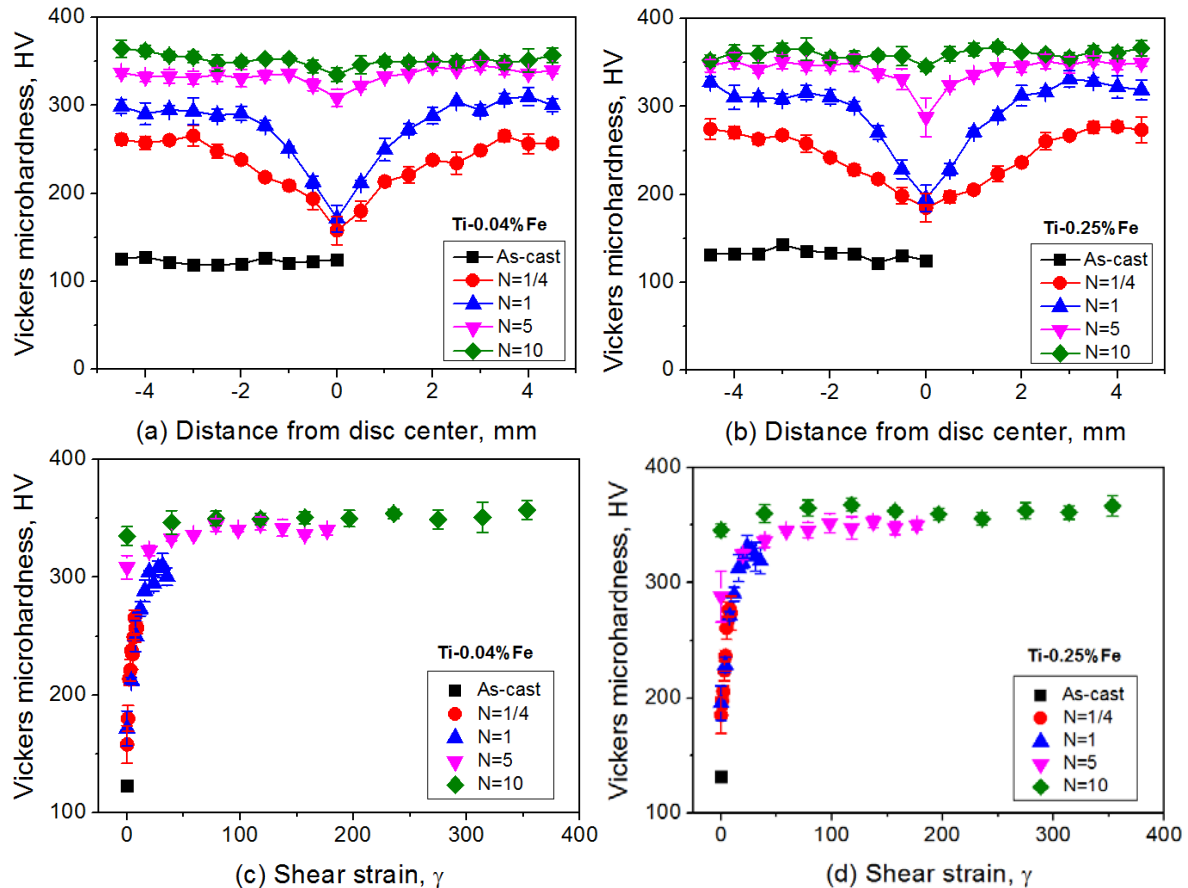 400
300
200
100
0
Vickers microhardness, HV
Ti-0.04%Fe
As-cast
N=1/4
N=1
N=5
N=10
-4
-2
0
2
4
(a) Distance from disc center, mm
400
300
200
100
0
Vickers microhardness, HV
Ti-0.25%Fe
As-cast
N=1/4
N=1
N=5
N=10
-4
-2
0
2
4
(b) Distance from disc center, mm
400
300
200
100
Vickers microhardness, HV
Ti-0.04%Fe
As-cast
N=1/4
N=1
N=5
N=10
0
100
200
300
400
(c) Shear strain, γ
400
300
200
100
Vickers microhardness, HV
Ti-0.25%Fe
As-cast
N=1/4
N=1
N=5
N=10
0
100
200
300
400
(d) Shear strain, γ